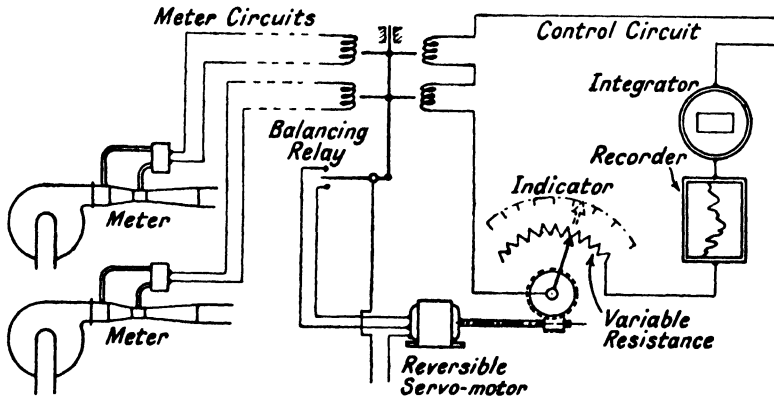 Meter Circuits
Control Circuit
Integrator
Balancing
Relay
Recorder
Indicator
Meter
Meter
Variable
Resistance
Reversible
Servo-motor